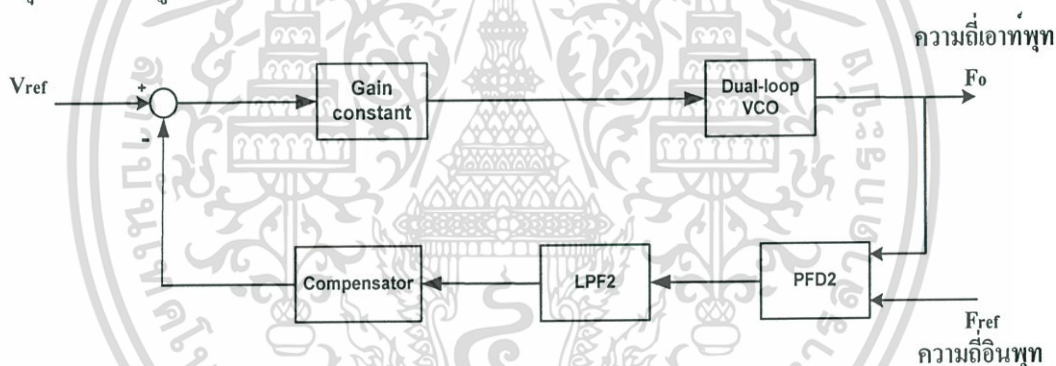 ความถี่เอาท์พุท
Vref
+
-
Gain
constant
Dual-loop
VCO
Fo
Compensator
LPF2
PFD2
Fref
ความถี่อินพุท